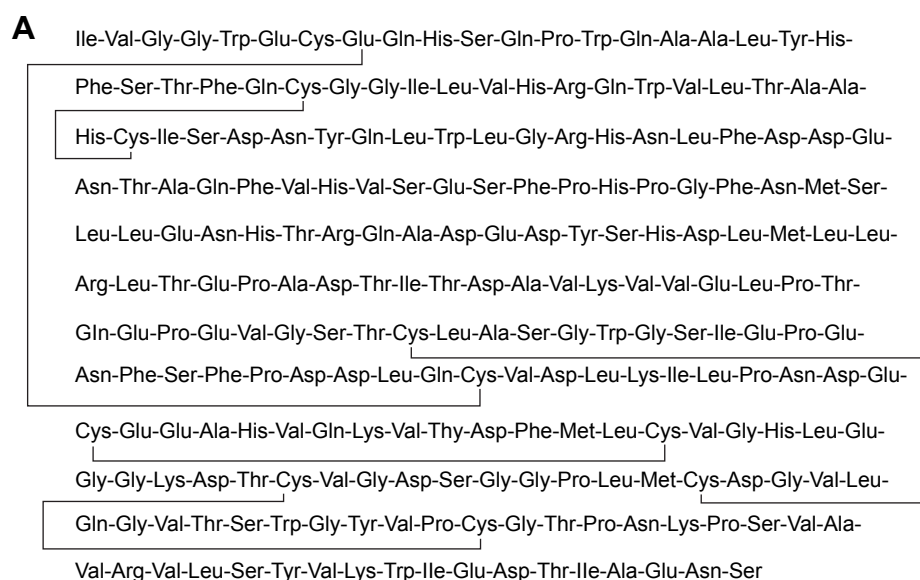 A
Ile-Val-Gly-Gly-Trp-Glu-Cys-Glu-Gln-His-Ser-Gln-Pro-Trp-Gln-Ala-Ala-Leu-Tyr-His-
Phe-Ser-Thr-Phe-Gln-Cys-Gly-Gly-Ile-Leu-Val-His-Arg-Gln-Trp-Val-Leu-Thr-Ala-Ala-
His-Cys-Ile-Ser-Asp-Asn-Tyr-Gln-Leu-Trp-Leu-Gly-Arg-His-Asn-Leu-Phe-Asp-Asp-Glu-
Asn-Thr-Ala-Gln-Phe-Val-His-Val-Ser-Glu-Ser-Phe-Pro-His-Pro-Gly-Phe-Asn-Met-Ser-
Leu-Leu-Glu-Asn-His-Thr-Arg-Gln-Ala-Asp-Glu-Asp-Tyr-Ser-His-Asp-Leu-Met-Leu-Leu-
Arg-Leu-Thr-Glu-Pro-Ala-Asp-Thr-Ile-Thr-Asp-Ala-Val-Lys-Val-Val-Glu-Leu-Pro-Thr-
Gln-Glu-Pro-Glu-Val-Gly-Ser-Thr-Cys-Leu-Ala-Ser-Gly-Trp-Gly-Ser-Ile-Glu-Pro-Glu-
Asn-Phe-Ser-Phe-Pro-Asp-Asp-Leu-Gln-Cys-Val-Asp-Leu-Lys-Ile-Leu-Pro-Asn-Asp-Glu-
Cys-Glu-Glu-Ala-His-Val-Gln-Lys-Val-Thy-Asp-Phe-Met-Leu-Cys-Val-Gly-His-Leu-Glu-
Gly-Gly-Lys-Asp-Thr-Cys-Val-Gly-Asp-Ser-Gly-Gly-Pro-Leu-Met-Cys-Asp-Gly-Val-Leu-
Gln-Gly-Val-Thr-Ser-Trp-Gly-Tyr-Val-Pro-Cys-Gly-Thr-Pro-Asn-Lys-Pro-Ser-Val-Ala-
Val-Arg-Val-Leu-Ser-Tyr-Val-Lys-Trp-Ile-Glu-Asp-Thr-Ile-Ala-Glu-Asn-Ser